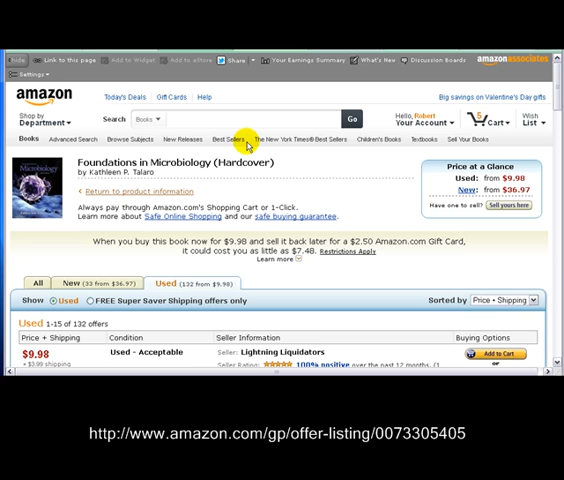 hide Link to this page Add to Widget Add to aStore Share Your Earnings Summary What's New Discussion Boards amazonassociates
Settings
amazon Today's Deals Gift Cards Help Big savings on Valentine's Day gifts
Shop by
Department Search Books Go Hello, Robert
Your Account 5 Cart Wish
List
Books Advanced Search Browse Subjects New Releases Best Sellers The New York Times® Best Sellers Children's Books Textbooks Sell Your Books
Foundations in Microbiology (Hardcover)
by Kathleen P. Talaro
‹ Return to product information
Always pay through Amazon.com's Shopping Cart or 1-Click.
Learn more about Safe Online Shopping and our safe buying guarantee.
Price at a Glance
Used: from $9.98
New: from $36.97
Have one to sell? Sell yours here
When you buy this book now for $9.98 and sell it back later for a $2.50 Amazon.com Gift Card,
it could cost you as little as $7.48. Restrictions Apply
Learn more
All New (33 from $36.97) Used (132 from $9.98)
Show Used FREE Super Saver Shipping offers only Sorted by Price + Shipping
Used 1-15 of 132 offers
Price + Shipping Condition Seller Information Buying Options
$9.98 Used - Acceptable Seller: Lightning Liquidators Add to Cart
+ $3.99 shipping Seller Rating: 100% positive over the past 12 months. (1 or
http://www.amazon.com/gp/offer-listing/0073305405